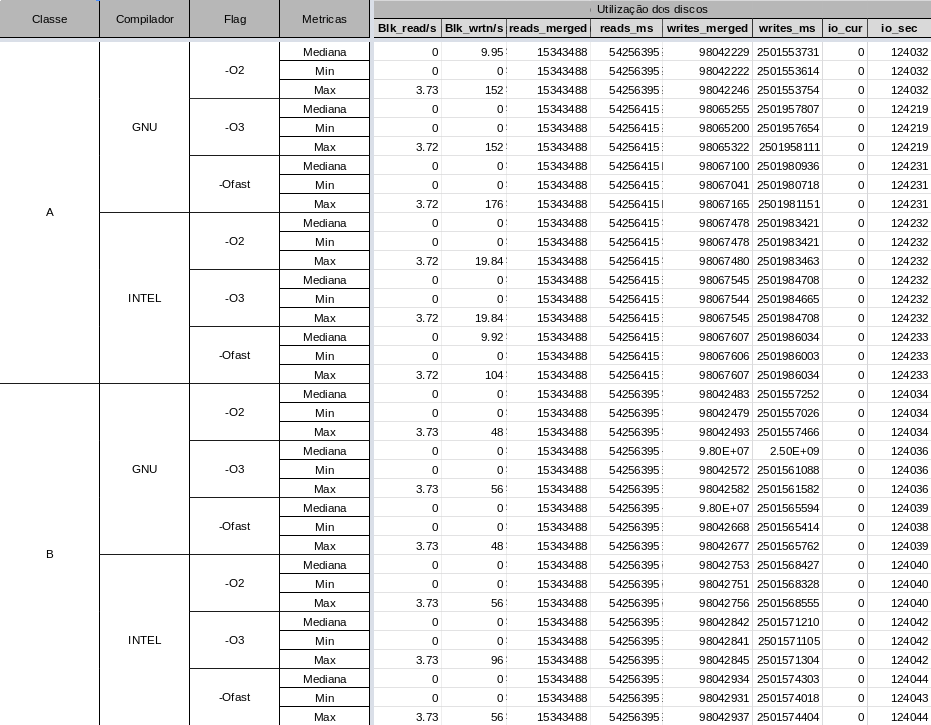 Classe Compilador Flag Metricas Utilização dos discos
Blk_read/s Blk_wrtn/s reads_merged reads_ms writes_merged writes_ms io_cur io_sec
A GNU -O2 Mediana 0 9.95 15343488 54256395 98042229 2501553731 0 124032
Min 0 0 15343488 54256395 98042222 2501553614 0 124032
Max 3.73 152 15343488 54256395 98042246 2501553754 0 124032
-O3 Mediana 0 0 15343488 54256415 98065255 2501957807 0 124219
Min 0 0 15343488 54256415 98065200 2501957654 0 124219
Max 3.72 152 15343488 54256415 98065322 2501958111 0 124219
-Ofast Mediana 0 0 15343488 54256415 98067100 2501980936 0 124231
Min 0 0 15343488 54256415 98067041 2501980718 0 124231
Max 3.72 176 15343488 54256415 98067165 2501981151 0 124231
INTEL -O2 Mediana 0 0 15343488 54256415 98067478 2501983421 0 124232
Min 0 0 15343488 54256415 98067478 2501983421 0 124232
Max 3.72 19.84 15343488 54256415 98067480 2501983463 0 124232
-O3 Mediana 0 0 15343488 54256415 98067545 2501984708 0 124232
Min 0 0 15343488 54256415 98067544 2501984665 0 124232
Max 3.72 19.84 15343488 54256415 98067545 2501984708 0 124232
-Ofast Mediana 0 9.92 15343488 54256415 98067607 2501986034 0 124233
Min 0 0 15343488 54256415 98067606 2501986003 0 124233
Max 3.72 104 15343488 54256415 98067607 2501986034 0 124233
B GNU -O2 Mediana 0 0 15343488 54256395 98042483 2501557252 0 124034
Min 0 0 15343488 54256395 98042479 2501557026 0 124034
Max 3.73 48 15343488 54256395 98042493 2501557466 0 124034
-O3 Mediana 0 0 15343488 54256395 9.80E+07 2.50E+09 0 124036
Min 0 0 15343488 54256395 98042572 2501561088 0 124036
Max 3.73 56 15343488 54256395 98042582 2501561582 0 124036
-Ofast Mediana 0 0 15343488 54256395 9.80E+07 2501565594 0 124039
Min 0 0 15343488 54256395 98042668 2501565414 0 124038
Max 3.73 48 15343488 54256395 98042677 2501565762 0 124039
INTEL -O2 Mediana 0 0 15343488 54256395 98042753 2501568427 0 124040
Min 0 0 15343488 54256395 98042751 2501568328 0 124040
Max 3.73 56 15343488 54256395 98042756 2501568555 0 124040
-O3 Mediana 0 0 15343488 54256395 98042842 2501571210 0 124042
Min 0 0 15343488 54256395 98042841 2501571105 0 124042
Max 3.73 96 15343488 54256395 98042845 2501571304 0 124042
-Ofast Mediana 0 0 15343488 54256395 98042934 2501574303 0 124044
Min 0 0 15343488 54256395 98042931 2501574018 0 124043
Max 3.73 56 15343488 54256395 98042937 2501574404 0 124044